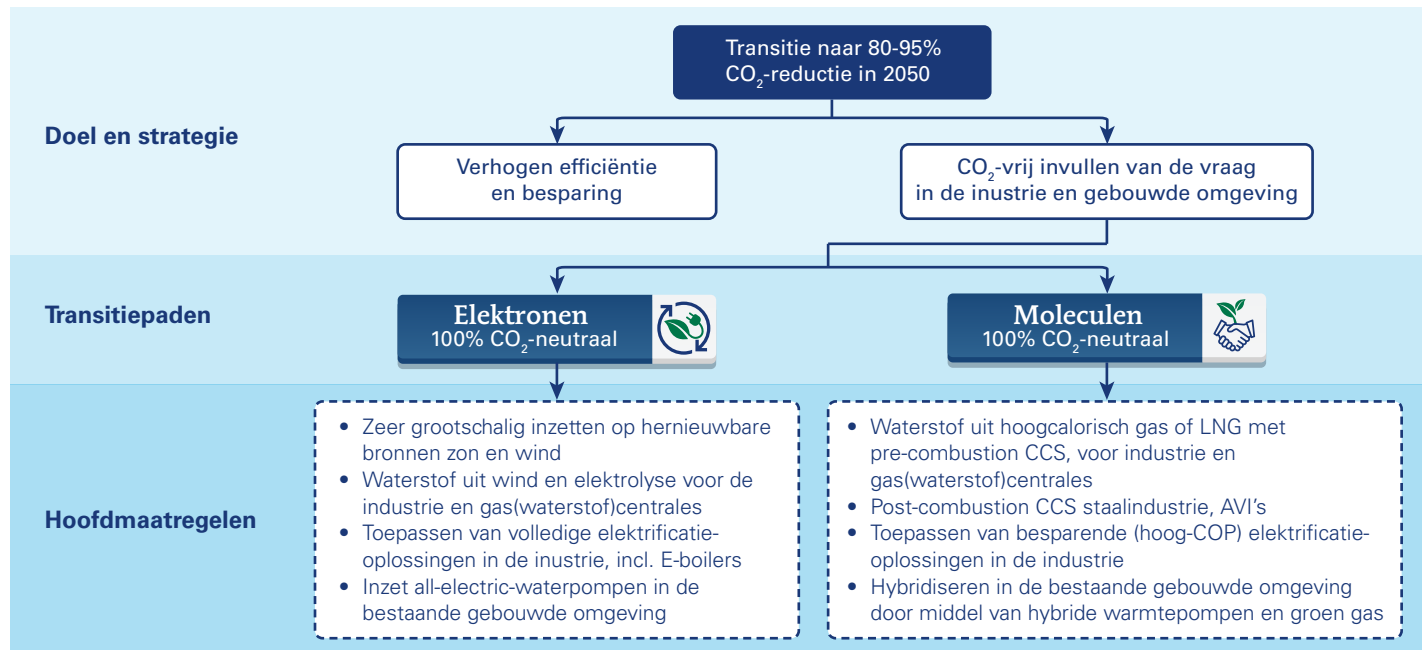 Transitie naar 80-95%
CO₂-reductie in 2050
Doel en strategie
Verhogen efficiëntie
en besparing
CO₂-vrij invullen van de vraag
in de inustrie en gebouwde omgeving
Transitiepaden
Elektronen
100% CO₂-neutraal
Moleculen
100% CO₂-neutraal
Hoofdmaatregelen
• Zeer grootschalig inzetten op hernieuwbare
bronnen zon en wind
• Waterstof uit wind en elektrolyse voor de
industrie en gas(waterstof)centrales
• Toepassen van volledige elektrificatie-
oplossingen in de inustrie, incl. E-boilers
• Inzet all-electric-waterpompen in de
bestaande gebouwde omgeving
• Waterstof uit hoogcalorisch gas of LNG met
pre-combustion CCS, voor industrie en
gas(waterstof)centrales
• Post-combustion CCS staalindustrie, AVI's
• Toepassen van besparende (hoog-COP) elektrificatie-
oplossingen in de industrie
• Hybridiseren in de bestaande gebouwde omgeving
door middel van hybride warmtepompen en groen gas